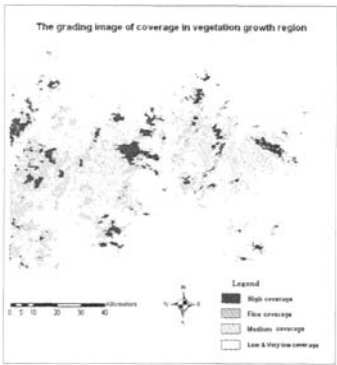 The grading image of coverage in vegetation growth region
Legend
High coverage
Fine coverage
Medium coverage
Low & Very low coverage
Kilometers
0 5 10 20 30 40